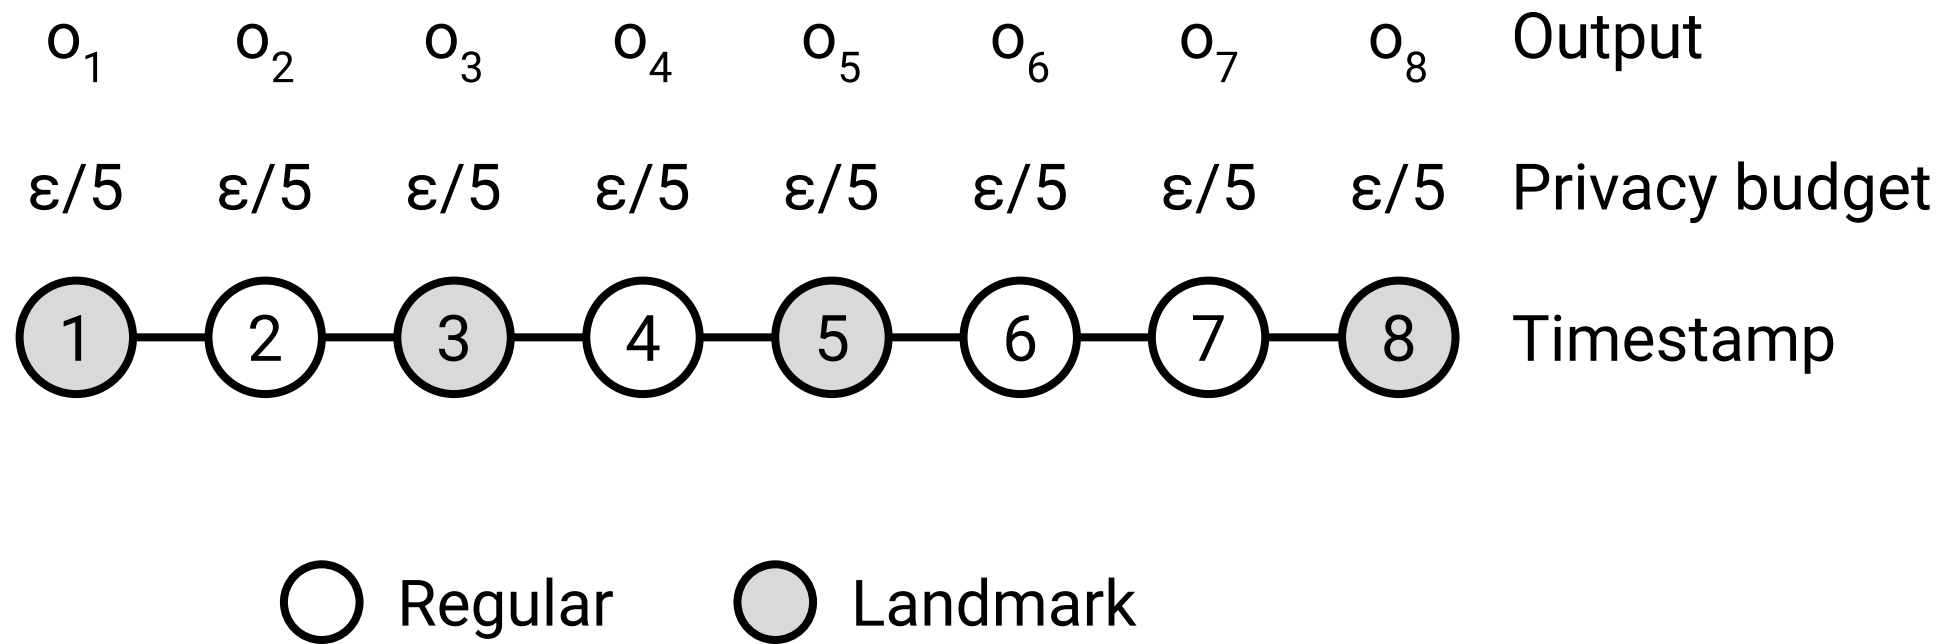 o₁ o₂ o₃ o₄ o₅ o₆ o₇ o₈ Output
ε/5 ε/5 ε/5 ε/5 ε/5 ε/5 ε/5 ε/5 Privacy budget
1 2 3 4 5 6 7 8 Timestamp
Regular Landmark